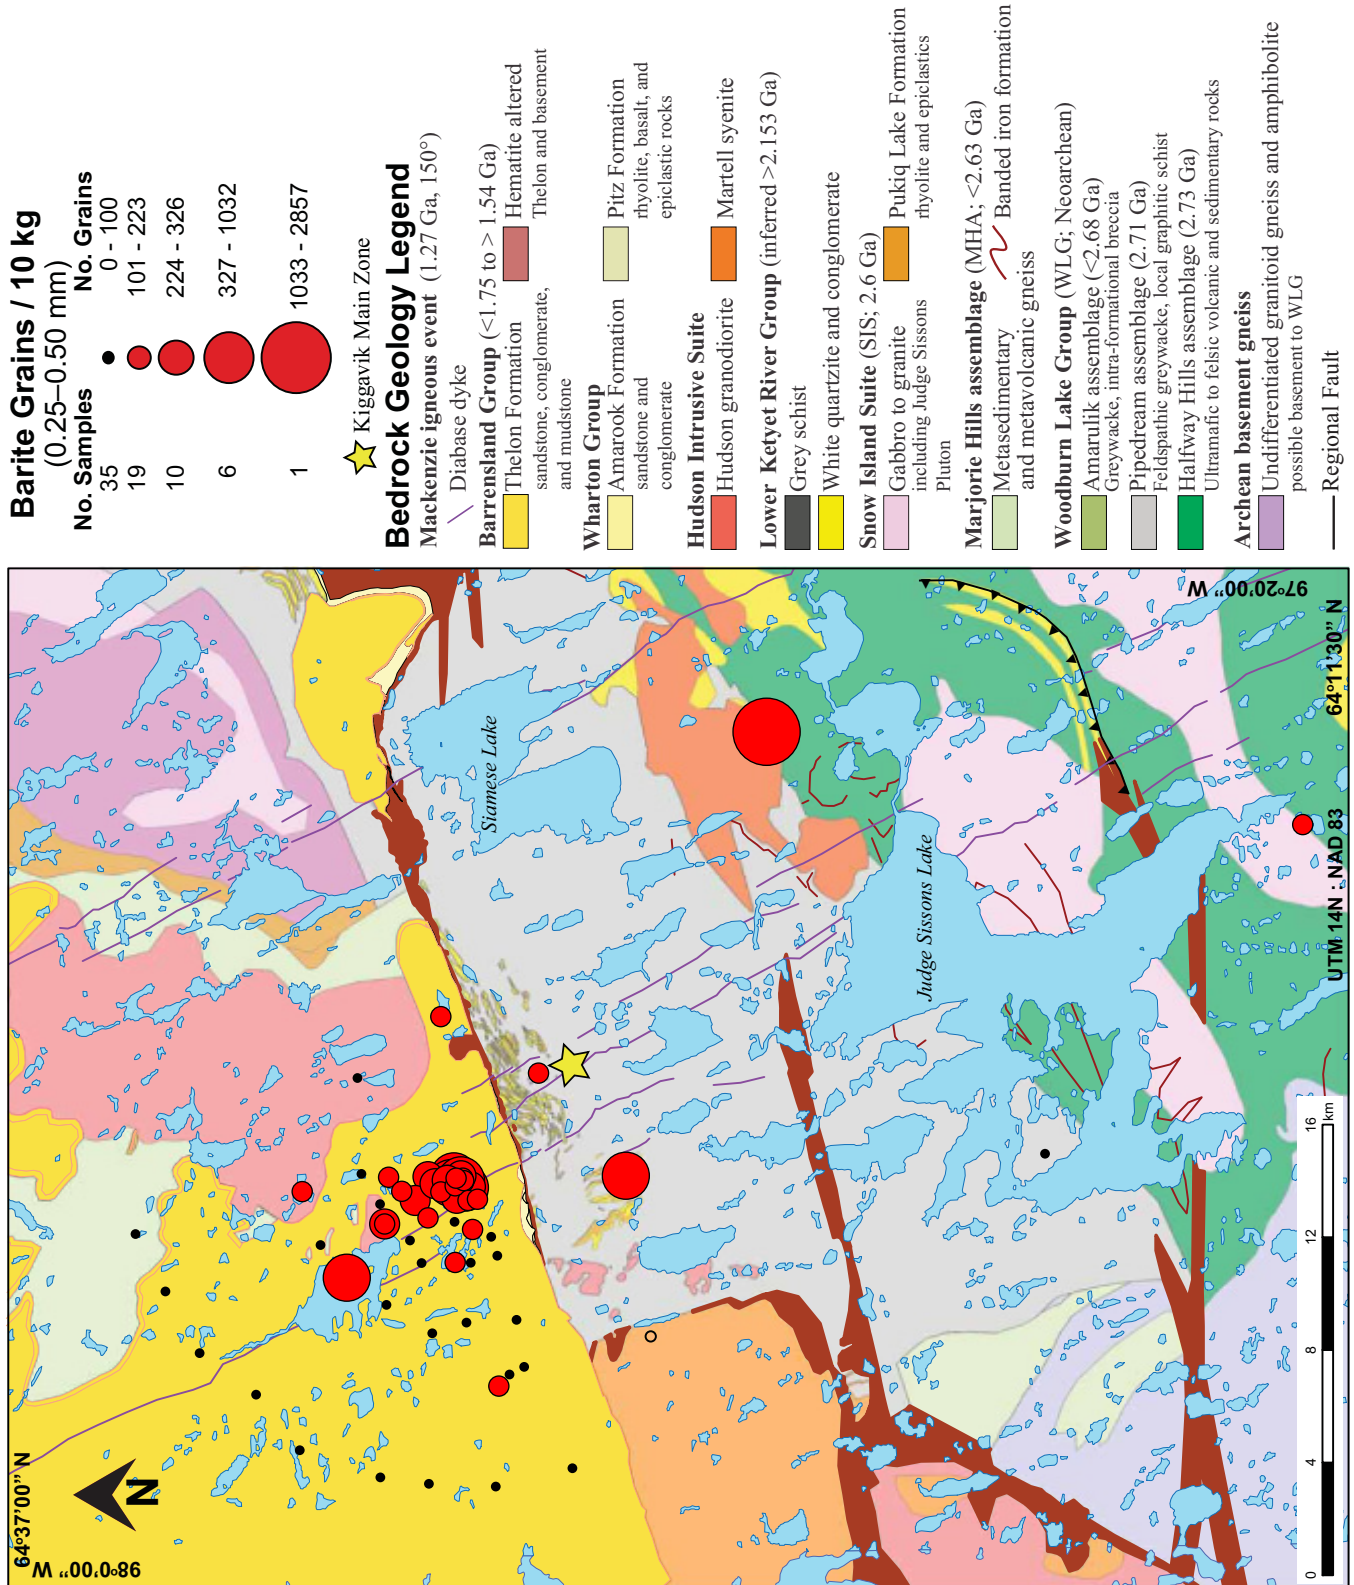 Barite Grains / 10 kg
(0.25–0.50 mm)
No. Samples No. Grains
35 0 - 100
19 101 - 223
10 224 - 326
6 327 - 1032
1 1033 - 2857
Kiggavik Main Zone
Bedrock Geology Legend
Mackenzie igneous event (1.27 Ga, 150°)
Diabase dyke
Barrensland Group (<1.75 to > 1.54 Ga)
Thelon Formation
sandstone, conglomerate,
and mudstone
Hematite altered
Thelon and basement
Wharton Group
Amarook Formation
sandstone and
conglomerate
Pitz Formation
rhyolite, basalt, and
epiclastic rocks
Hudson Intrusive Suite
Hudson granodiorite
Martell syenite
Lower Ketyet River Group (inferred >2.153 Ga)
Grey schist
White quartzite and conglomerate
Snow Island Suite (SIS; 2.6 Ga)
Gabbro to granite
including Judge Sissons
Pluton
Pukiq Lake Formation
rhyolite and epiclastics
Marjorie Hills assemblage (MHA; <2.63 Ga)
Metasedimentary
and metavolcanic gneiss
Banded iron formation
Woodburn Lake Group (WLG; Neoarchean)
Amarulik assemblage (<2.68 Ga)
Greywacke, intra-formational breccia
Pipedream assemblage (2.71 Ga)
Feldspathic greywacke, local graphitic schist
Halfway Hills assemblage (2.73 Ga)
Ultramafic to felsic volcanic and sedimentary rocks
Archean basement gneiss
Undifferentiated granitoid gneiss and amphibolite
possible basement to WLG
Regional Fault
64°37'00" N
98°0'00" W
N
Siamese Lake
Judge Sissons Lake
97°20'00" W
64°11'30" N
UTM 14N : NAD 83
0 4 8 12 16
km